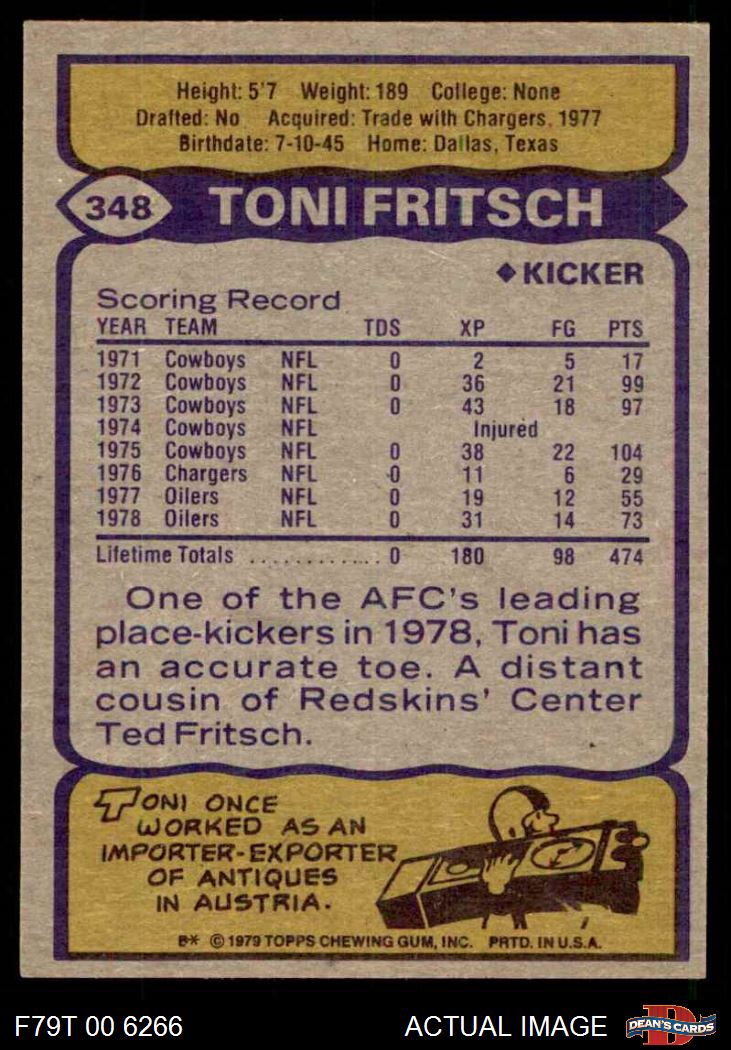 Height: 5'7 Weight: 189 College: None
Drafted: No Acquired: Trade with Chargers, 1977
Birthdate: 7-10-45 Home: Dallas, Texas
348 TONI FRITSCH
◆KICKER
Scoring Record
YEAR TEAM TDS XP FG PTS
1971 Cowboys NFL 0 2 5 17
1972 Cowboys NFL 0 36 21 99
1973 Cowboys NFL 0 43 18 97
1974 Cowboys NFL Injured
1975 Cowboys NFL 0 38 22 104
1976 Chargers NFL 0 11 6 29
1977 Oilers NFL 0 19 12 55
1978 Oilers NFL 0 31 14 73
Lifetime Totals ............. 0 180 98 474
One of the AFC's leading
place-kickers in 1978, Toni has
an accurate toe. A distant
cousin of Redskins' Center
Ted Fritsch.
TONI ONCE
WORKED AS AN
IMPORTER-EXPORTER
OF ANTIQUES
IN AUSTRIA.
B* © 1979 TOPPS CHEWING GUM, INC. PRTD. IN U.S.A.
F79T 00 6266 ACTUAL IMAGE
D
DEAN'S CARDS